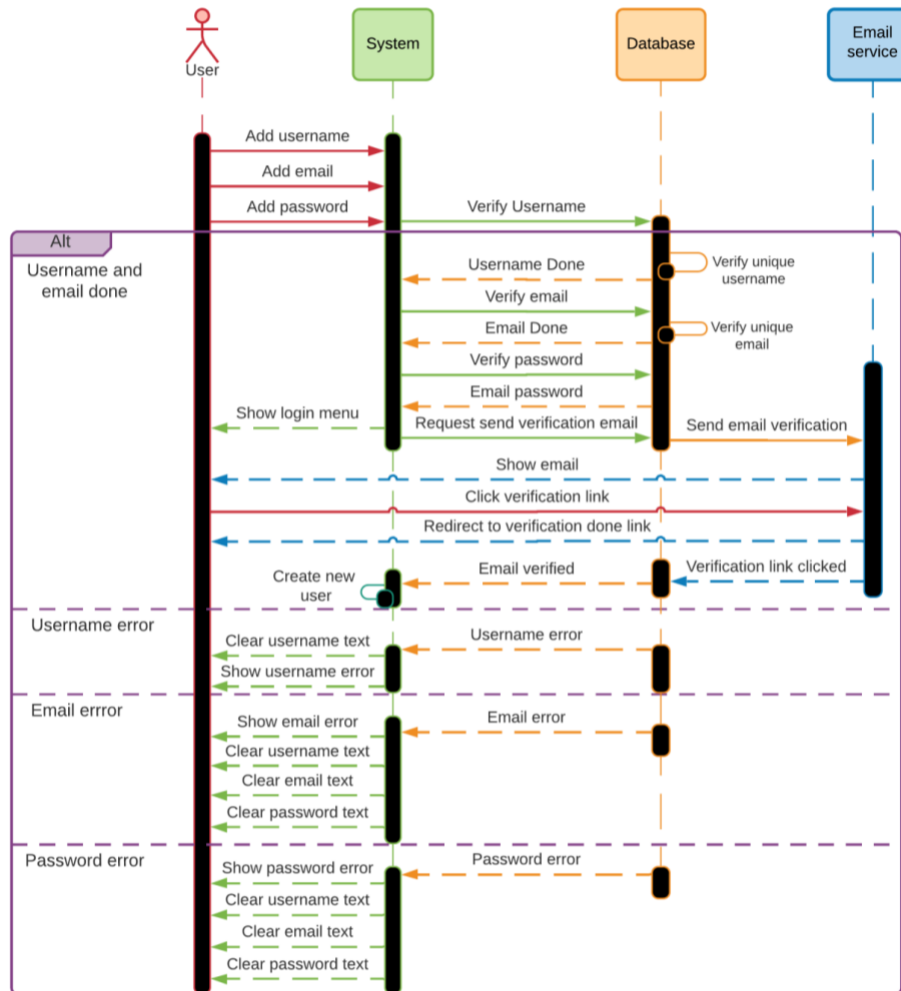 User
System
Database
Email
service
Add username
Add email
Add password
Verify Username
Alt
Username and
email done
Verify unique
username
Username Done
Verify email
Email Done
Verify unique
email
Verify password
Email password
Show login menu
Request send verification email
Send email verification
Show email
Click verification link
Redirect to verification done link
Verification link clicked
Email verified
Create new
user
Username error
Username error
Clear username text
Show username error
Email errror
Email error
Show email error
Clear username text
Clear email text
Clear password text
Password error
Password error
Show password error
Clear username text
Clear email text
Clear password text